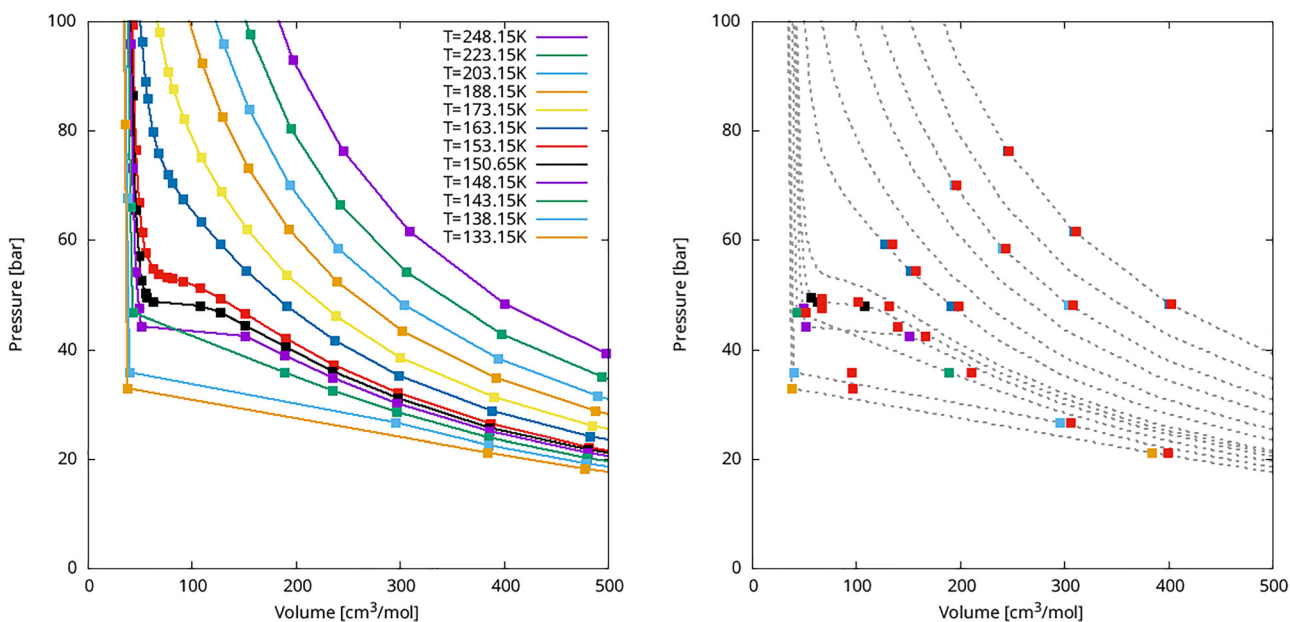 100
80
60
40
20
0
Pressure [bar]
T=248.15K
T=223.15K
T=203.15K
T=188.15K
T=173.15K
T=163.15K
T=153.15K
T=150.65K
T=148.15K
T=143.15K
T=138.15K
T=133.15K
0 100 200 300 400 500
Volume [cm³/mol]
100
80
60
40
20
0
Pressure [bar]
0 100 200 300 400 500
Volume [cm³/mol]